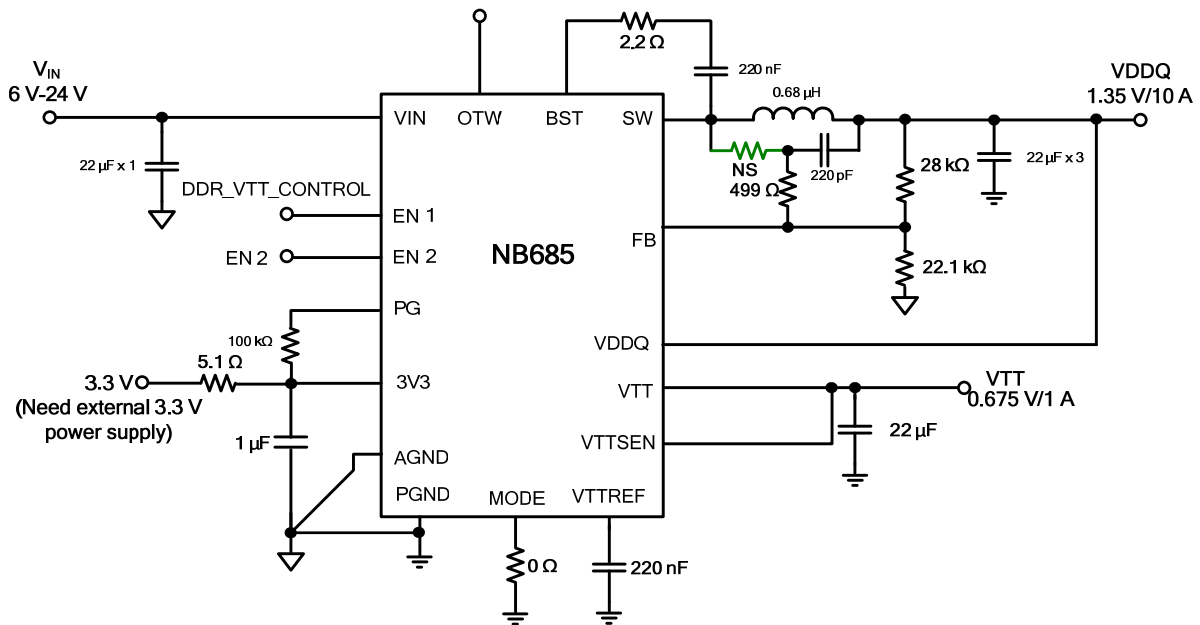 2.2 Ω
220 nF
V_IN
6 V-24 V
0.68 µH
VDDQ
1.35 V/10 A
VIN
OTW
BST
SW
22 µF x 1
NS
499 Ω
220 pF
28 kΩ
22 µF x 3
DDR_VTT_CONTROL
EN 1
EN 2
EN 2
NB685
FB
22.1 kΩ
PG
100 kΩ
VDDQ
5.1 Ω
3.3 V
(Need external 3.3 V
power supply)
3V3
VTT
VTT
0.675 V/1 A
1 µF
VTTSEN
22 µF
AGND
PGND
MODE
VTTREF
0 Ω
220 nF